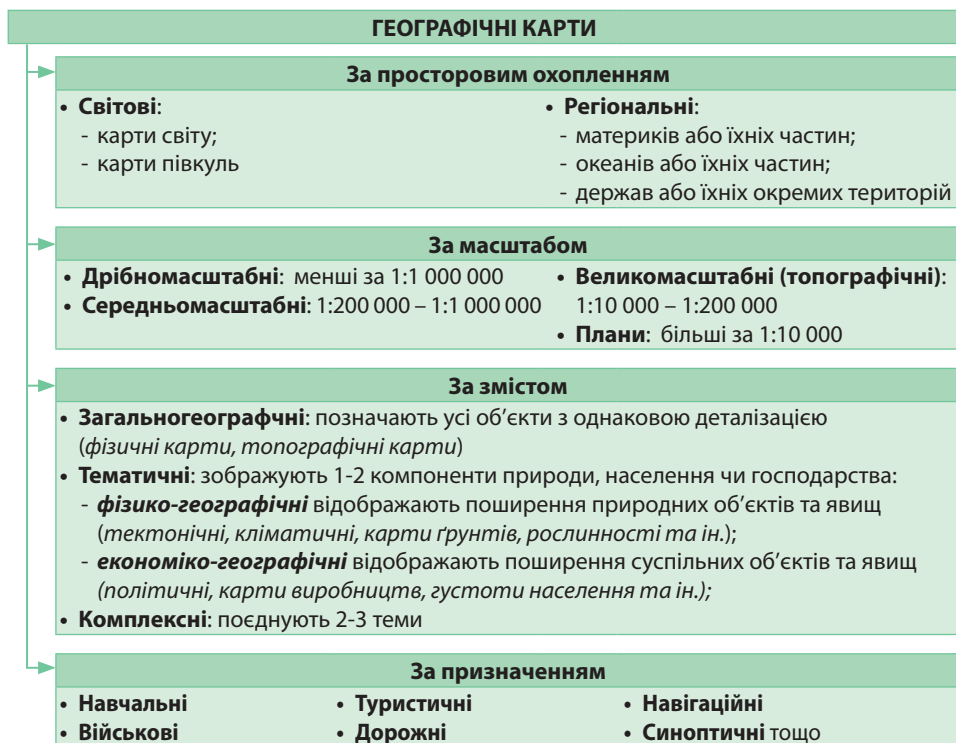 ГЕОГРАФІЧНІ КАРТИ
За просторовим охопленням
• Світові:
- карти світу;
- карти півкуль
• Регіональні:
- материків або їхніх частин;
- океанів або їхніх частин;
- держав або їхніх окремих територій
За масштабом
• Дрібномасштабні: менші за 1:1 000 000
• Середньомасштабні: 1:200 000 – 1:1 000 000
• Великомасштабні (топографічні):
1:10 000 – 1:200 000
• Плани: більші за 1:10 000
За змістом
• Загальногеографчні: позначають усі об’єкти з однаковою деталізацією
(фізичні карти, топографічні карти)
• Тематичні: зображують 1-2 компоненти природи, населення чи господарства:
- фізико-географічні відображають поширення природних об’єктів та явищ
(тектонічні, кліматичні, карти ґрунтів, рослинності та ін.);
- економіко-географічні відображають поширення суспільних об’єктів та явищ
(політичні, карти виробництв, густоти населення та ін.);
• Комплексні: поєднують 2-3 теми
За призначенням
• Навчальні
• Військові
• Туристичні
• Дорожні
• Навігаційні
• Синоптичні тощо